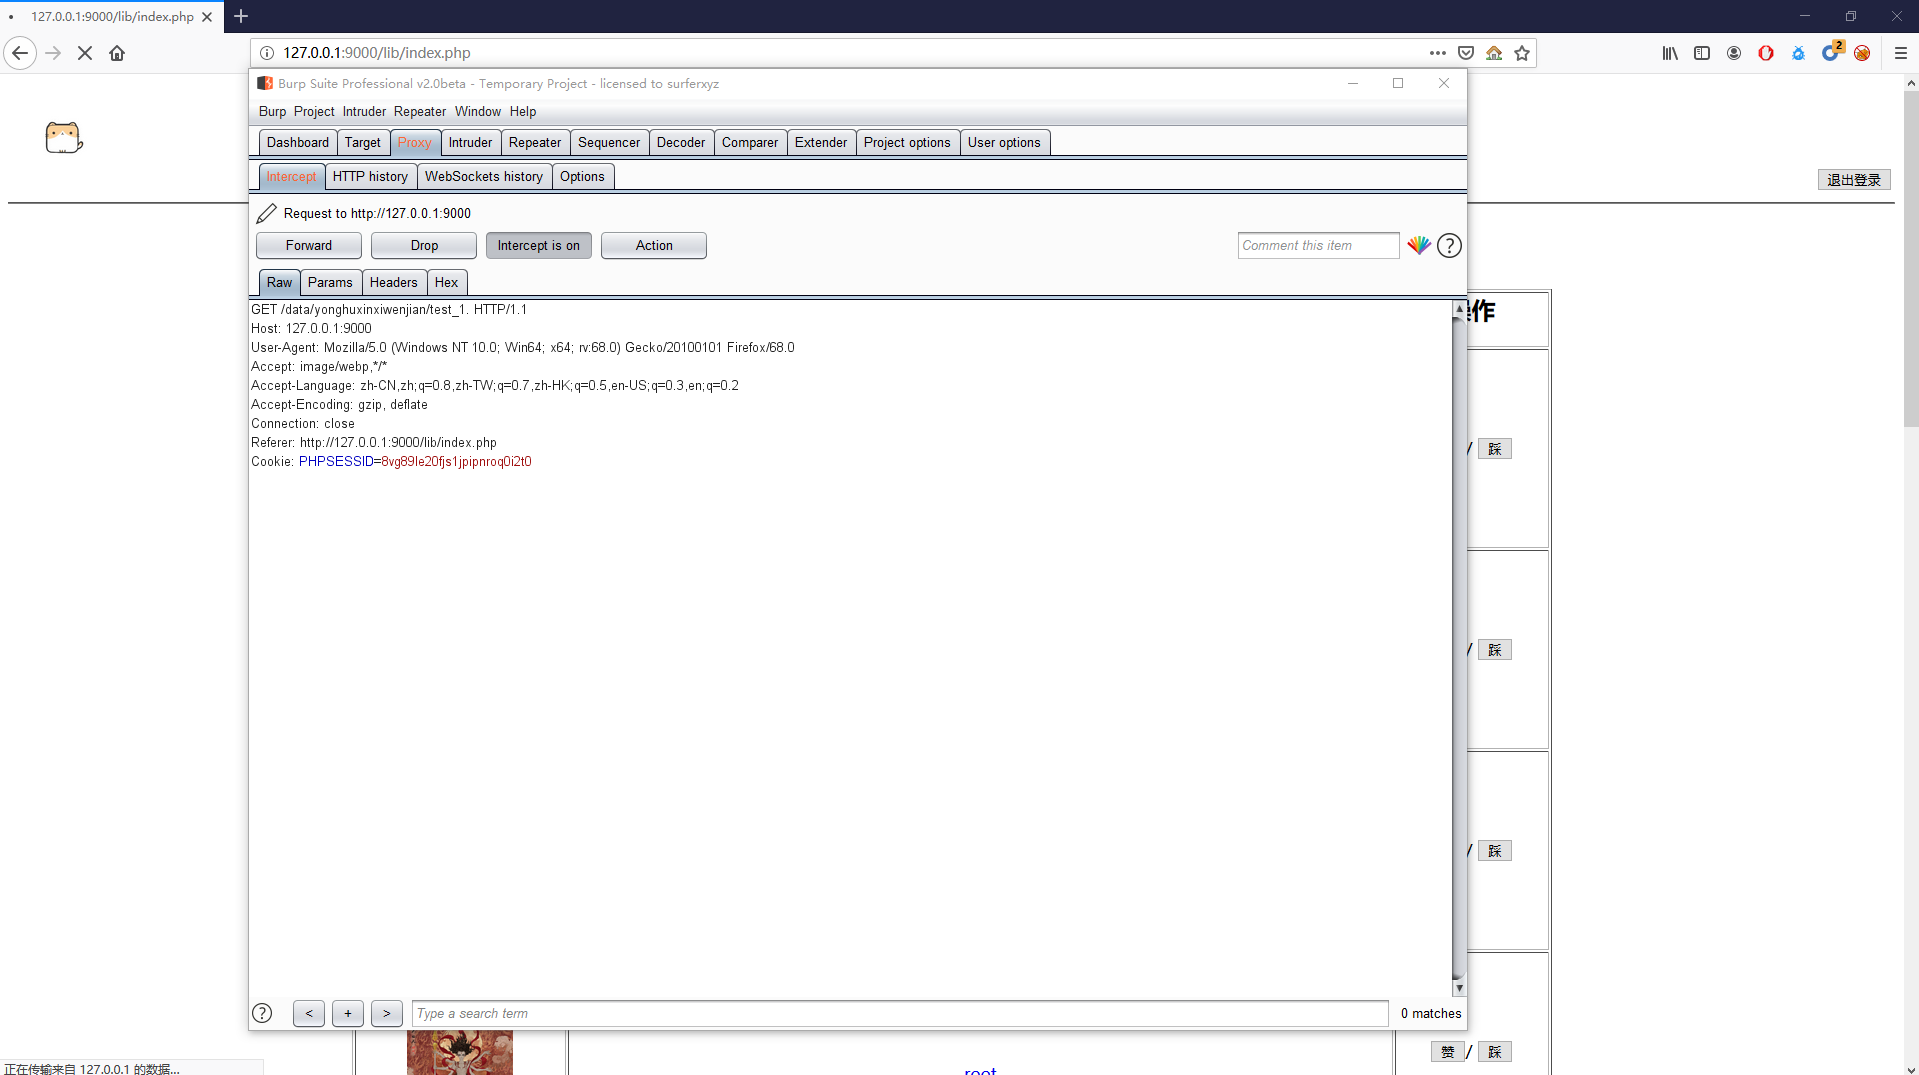 127.0.0.1:9000/lib/index.php
127.0.0.1:9000/lib/index.php
2
Burp Suite Professional v2.0beta - Temporary Project - licensed to surferxyz
Burp Project Intruder Repeater Window Help
Dashboard Target Proxy Intruder Repeater Sequencer Decoder Comparer Extender Project options User options
Intercept HTTP history WebSockets history Options
退出登录
Request to http://127.0.0.1:9000
Forward Drop Intercept is on Action Comment this item
Raw Params Headers Hex
GET /data/yonghuxinxiwenjian/test_1. HTTP/1.1
Host: 127.0.0.1:9000
User-Agent: Mozilla/5.0 (Windows NT 10.0; Win64; x64; rv:68.0) Gecko/20100101 Firefox/68.0
Accept: image/webp,*/*
Accept-Language: zh-CN,zh;q=0.8,zh-TW;q=0.7,zh-HK;q=0.5,en-US;q=0.3,en;q=0.2
Accept-Encoding: gzip, deflate
Connection: close
Referer: http://127.0.0.1:9000/lib/index.php
Cookie: PHPSESSID=8vg89le20fjs1jpipnroq0i2t0
作
/ 踩
/ 踩
/ 踩
< + > Type a search term 0 matches
赞 / 踩
root
正在传输来自 127.0.0.1 的数据...